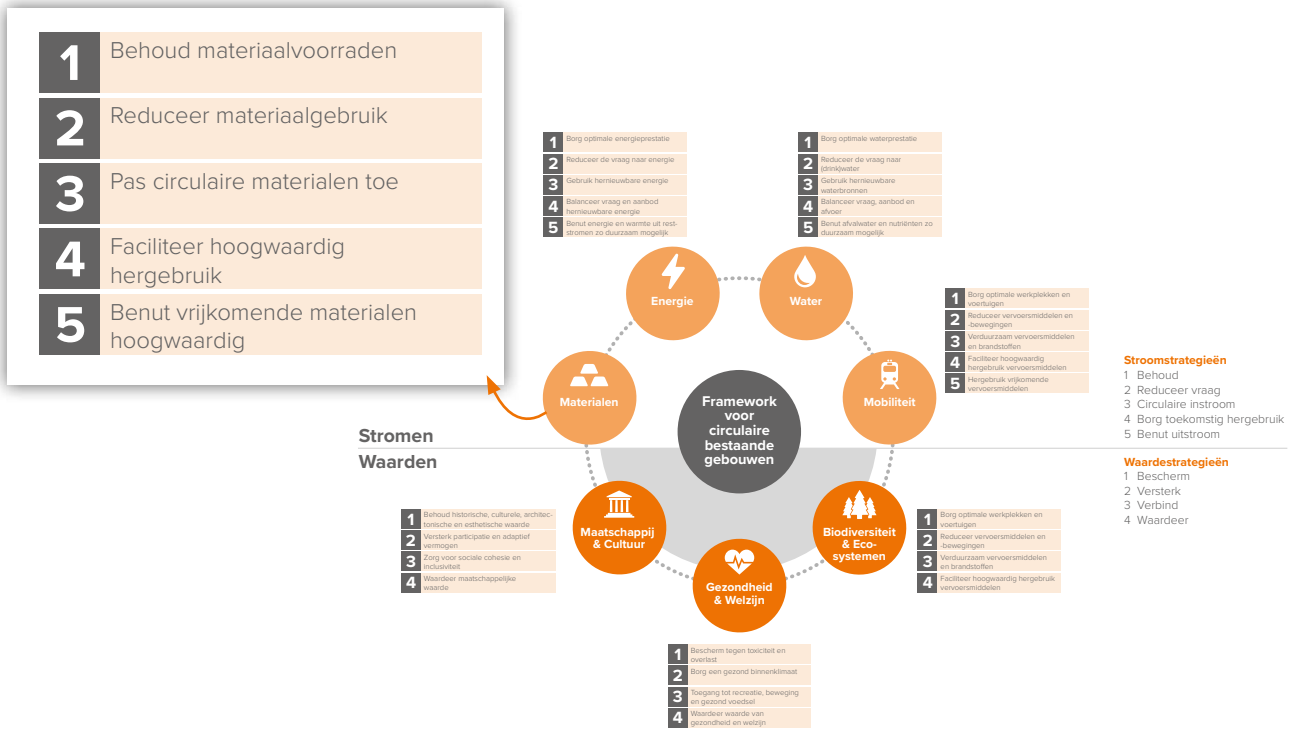 1 Behoud materiaalvoorraden
2 Reduceer materiaalgebruik
3 Pas circulaire materialen toe
4 Faciliteer hoogwaardig
hergebruik
5 Benut vrijkomende materialen
hoogwaardig
1 Borg optimale energieprestatie
2 Reduceer de vraag naar energie
3 Gebruik hernieuwbare energie
4 Balanceer vraag en aanbod
hernieuwbare energie
5 Benut energie en warmte uit rest-
stromen zo duurzaam mogelijk
1 Borg optimale waterprestatie
2 Reduceer de vraag naar
(drink)water
3 Gebruik hernieuwbare
waterbronnen
4 Balanceer vraag, aanbod en
afvoer
5 Benut afvalwater en nutriënten zo
duurzaam mogelijk
Energie
Water
1 Borg optimale werkplekken en
voertuigen
2 Reduceer vervoersmiddelen en
-bewegingen
3 Verduurzaam vervoersmiddelen
en brandstoffen
4 Faciliteer hoogwaardig
hergebruik vervoersmiddelen
5 Hergebruik vrijkomende
vervoersmiddelen
Materialen
Mobiliteit
Framework
voor
circulaire
bestaande
gebouwen
Stroomstrategieën
1 Behoud
2 Reduceer vraag
3 Circulaire instroom
4 Borg toekomstig hergebruik
5 Benut uitstroom
Stromen
Waarden
Waardestrategieën
1 Bescherm
2 Versterk
3 Verbind
4 Waardeer
1 Behoud historische, culturele, architec-
tonische en esthetische waarde
2 Versterk participatie en adaptief
vermogen
3 Zorg voor sociale cohesie en
inclusiviteit
4 Waardeer maatschappelijke
waarde
Maatschappij
& Cultuur
Biodiversiteit
& Eco-
systemen
1 Borg optimale werkplekken en
voertuigen
2 Reduceer vervoersmiddelen en
-bewegingen
3 Verduurzaam vervoersmiddelen
en brandstoffen
4 Faciliteer hoogwaardig hergebruik
vervoersmiddelen
Gezondheid
& Welzijn
1 Bescherm tegen toxiciteit en
overlast
2 Borg een gezond binnenklimaat
3 Toegang tot recreatie, beweging
en gezond voedsel
4 Waardeer waarde van
gezondheid en welzijn